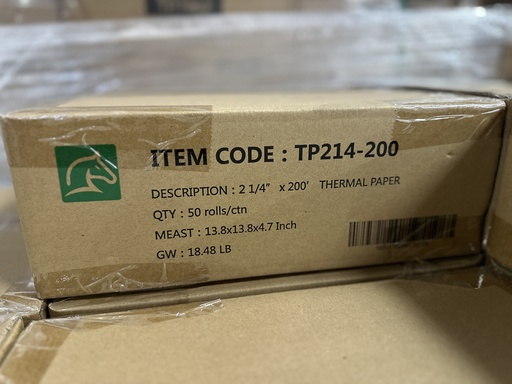 ITEM CODE : TP214-200
DESCRIPTION : 2 1/4" x 200' THERMAL PAPER
QTY : 50 rolls/ctn
MEAST : 13.8x13.8x4.7 Inch
GW : 18.48 LB